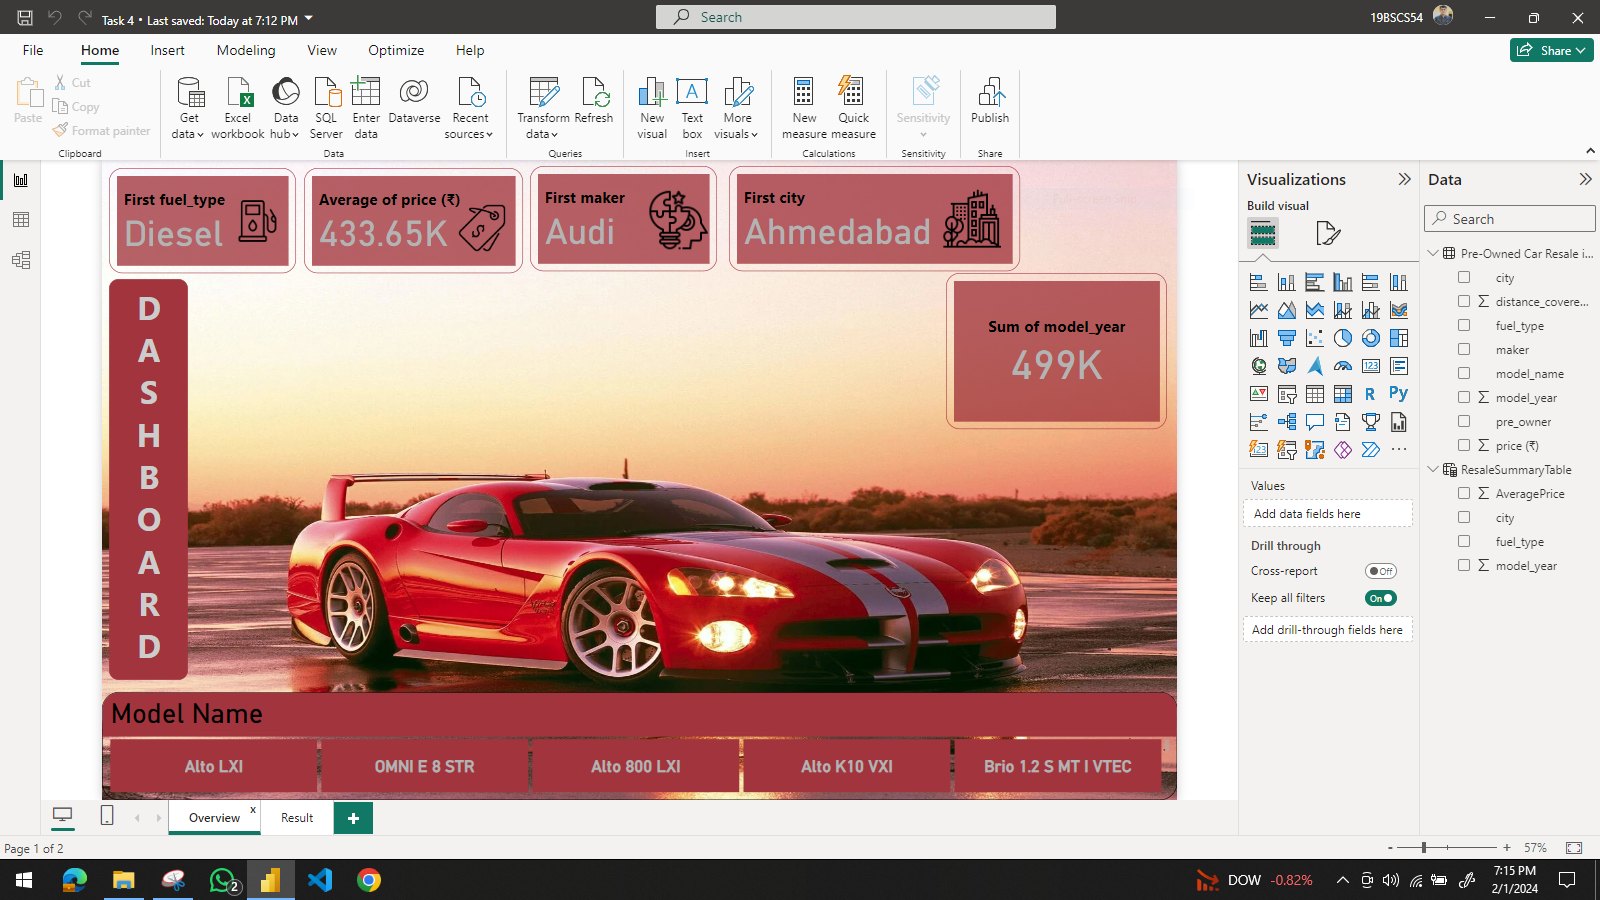 Task 4 • Last saved: Today at 7:12 PM
Search
19BSCS54
File
Home
Insert
Modeling
View
Optimize
Help
Share
Paste
Cut
Copy
Format painter
Clipboard
Get data
Excel workbook
Data hub
SQL Server
Enter data
Dataverse
Recent sources
Data
Transform data
Refresh
Queries
New visual
Text box
More visuals
Insert
New measure
Quick measure
Calculations
Sensitivity
Sensitivity
Publish
Share
First fuel_type
Diesel
Average of price (₹)
433.65K
First maker
Audi
First city
Ahmedabad
D
A
S
H
B
O
A
R
D
Sum of model_year
499K
Model Name
Alto LXI
OMNI E 8 STR
Alto 800 LXI
Alto K10 VXI
Brio 1.2 S MT I VTEC
Visualizations
Build visual
123
R
Py
123
Values
Add data fields here
Drill through
Cross-report
Off
Keep all filters
On
Add drill-through fields here
Data
Search
Pre-Owned Car Resale i...
city
distance_covere...
fuel_type
maker
model_name
model_year
pre_owner
price (₹)
ResaleSummaryTable
AveragePrice
city
fuel_type
model_year
Overview
x
Result
+
Page 1 of 2
- + 57%
2
DOW -0.82%
7:15 PM
2/1/2024